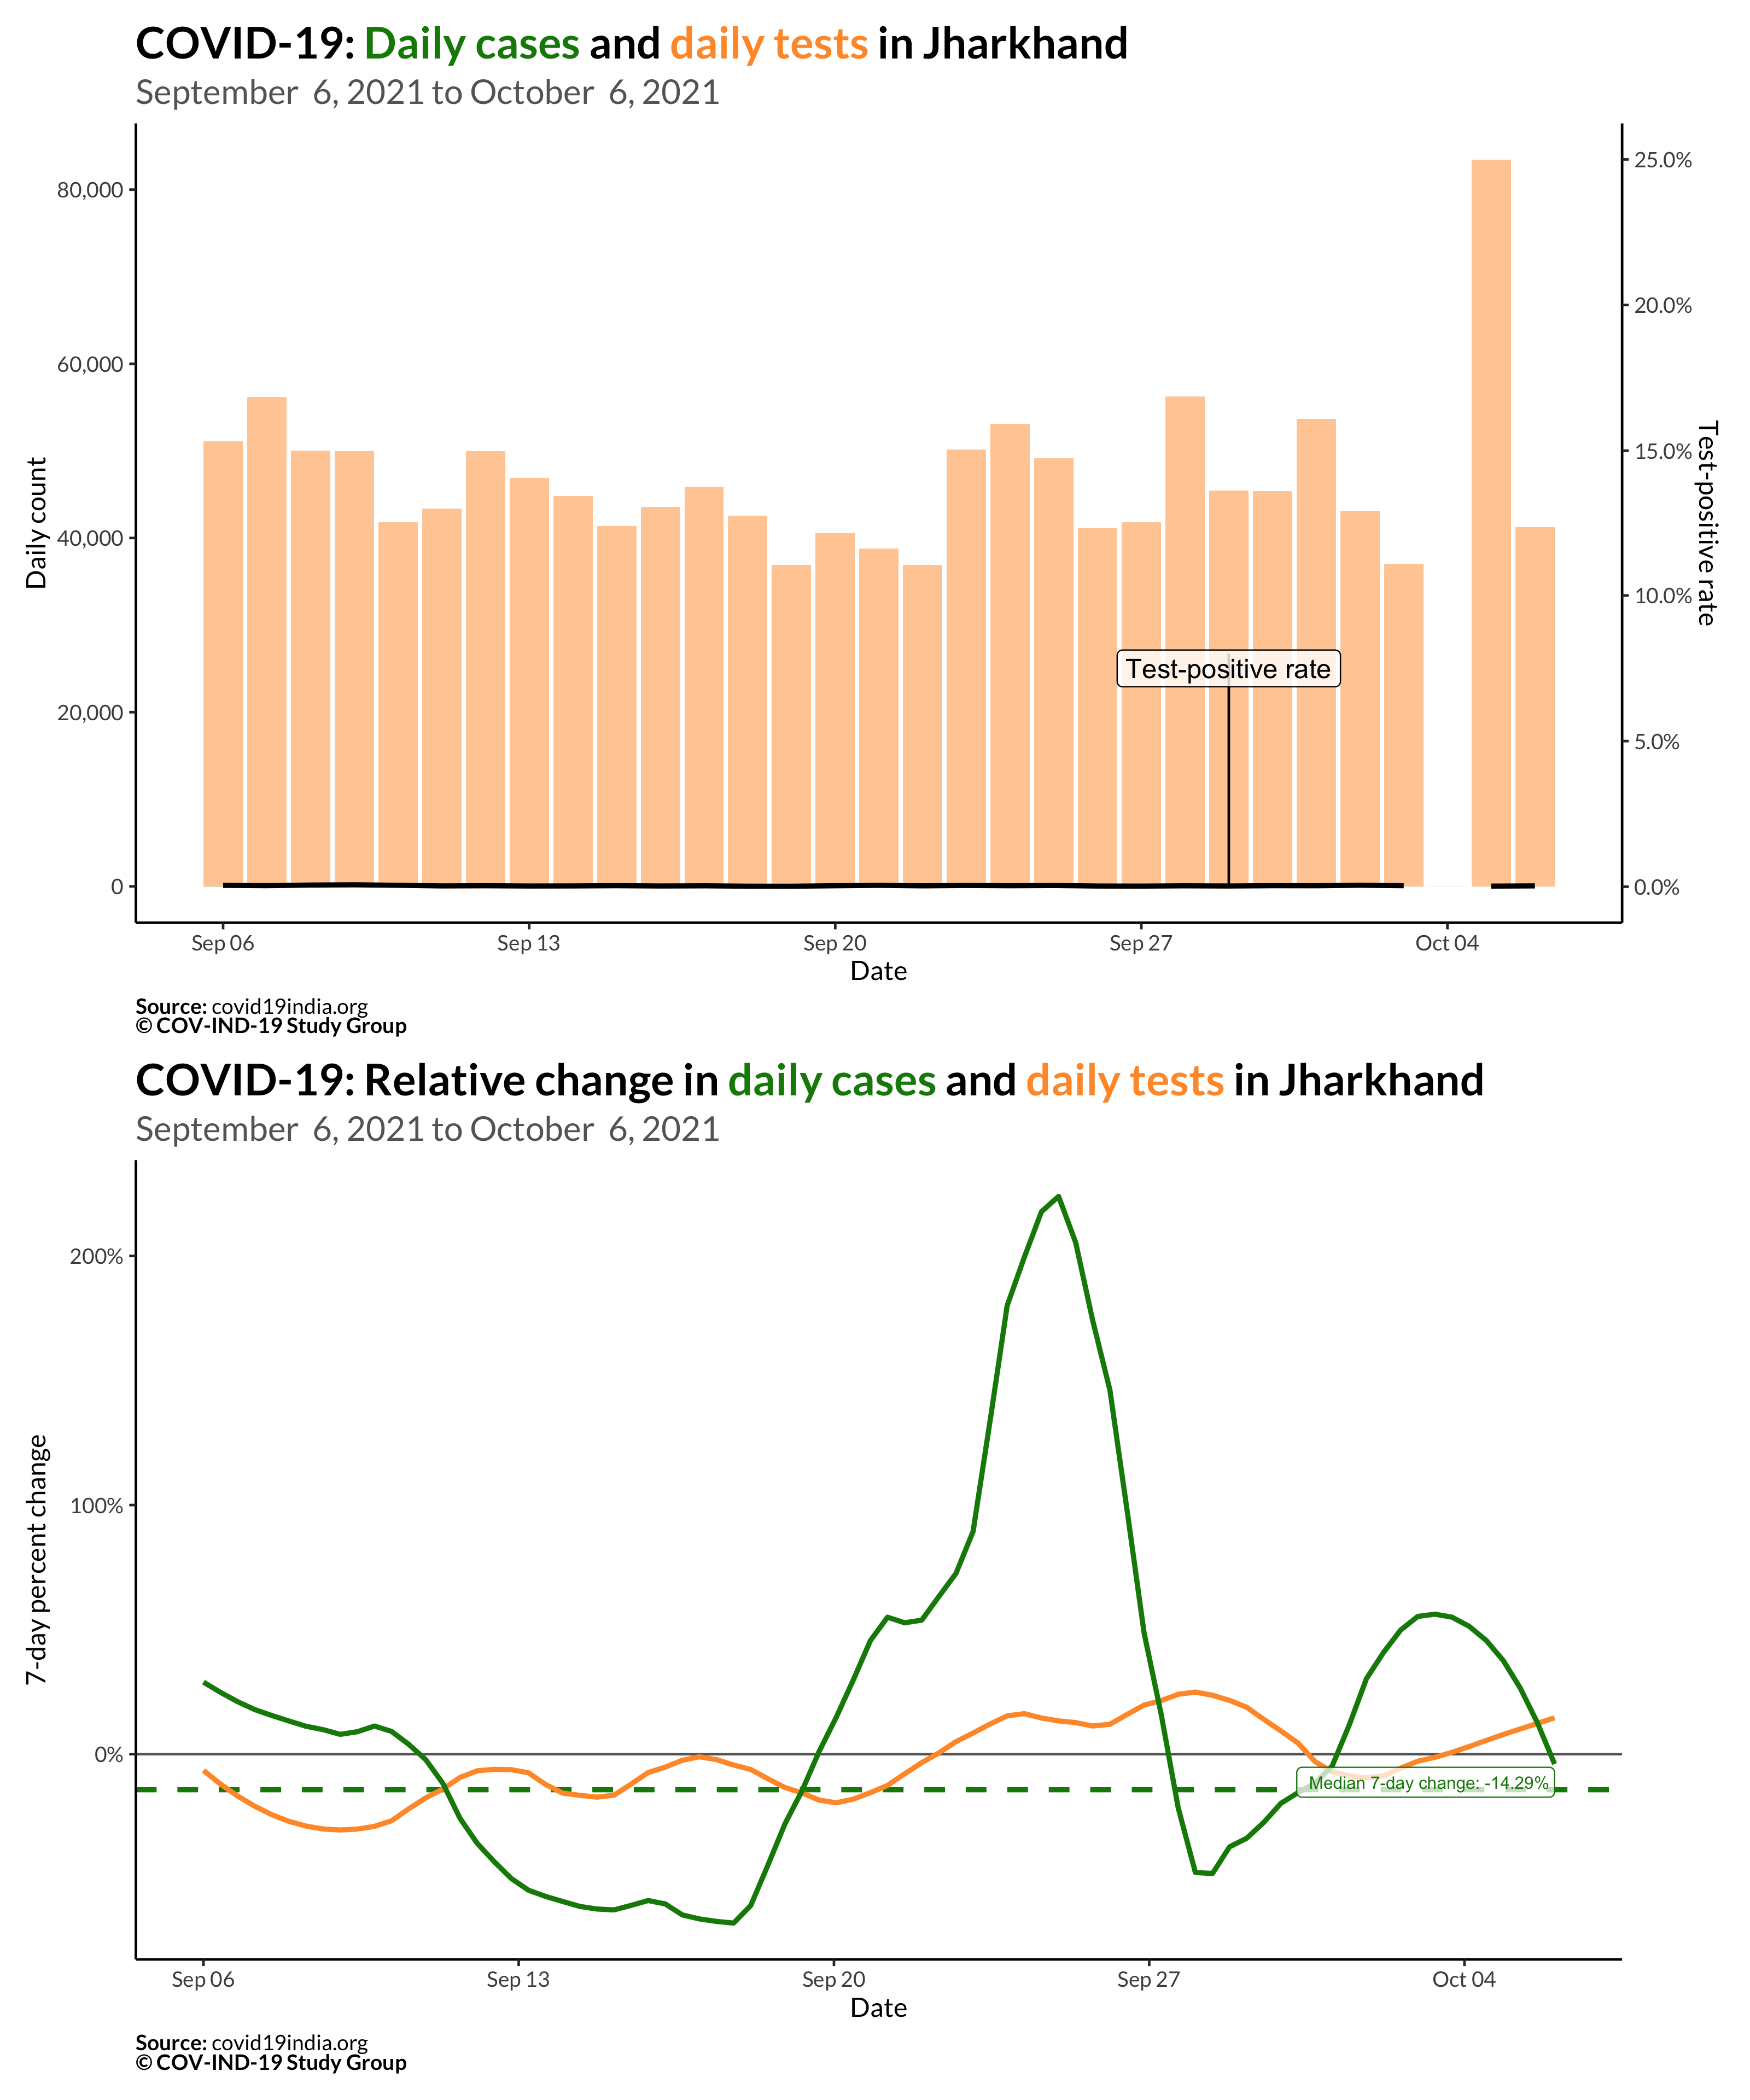 COVID-19: Daily cases and daily tests in Jharkhand
September 6, 2021 to October 6, 2021
80,000
60,000
40,000
20,000
0
Daily count
25.0%
20.0%
15.0%
10.0%
5.0%
0.0%
Test-positive rate
Test-positive rate
Sep 06
Sep 13
Sep 20
Sep 27
Oct 04
Date
Source: covid19india.org
© COV-IND-19 Study Group
COVID-19: Relative change in daily cases and daily tests in Jharkhand
September 6, 2021 to October 6, 2021
200%
100%
0%
7-day percent change
Median 7-day change: -14.29%
Sep 06
Sep 13
Sep 20
Sep 27
Oct 04
Date
Source: covid19india.org
© COV-IND-19 Study Group